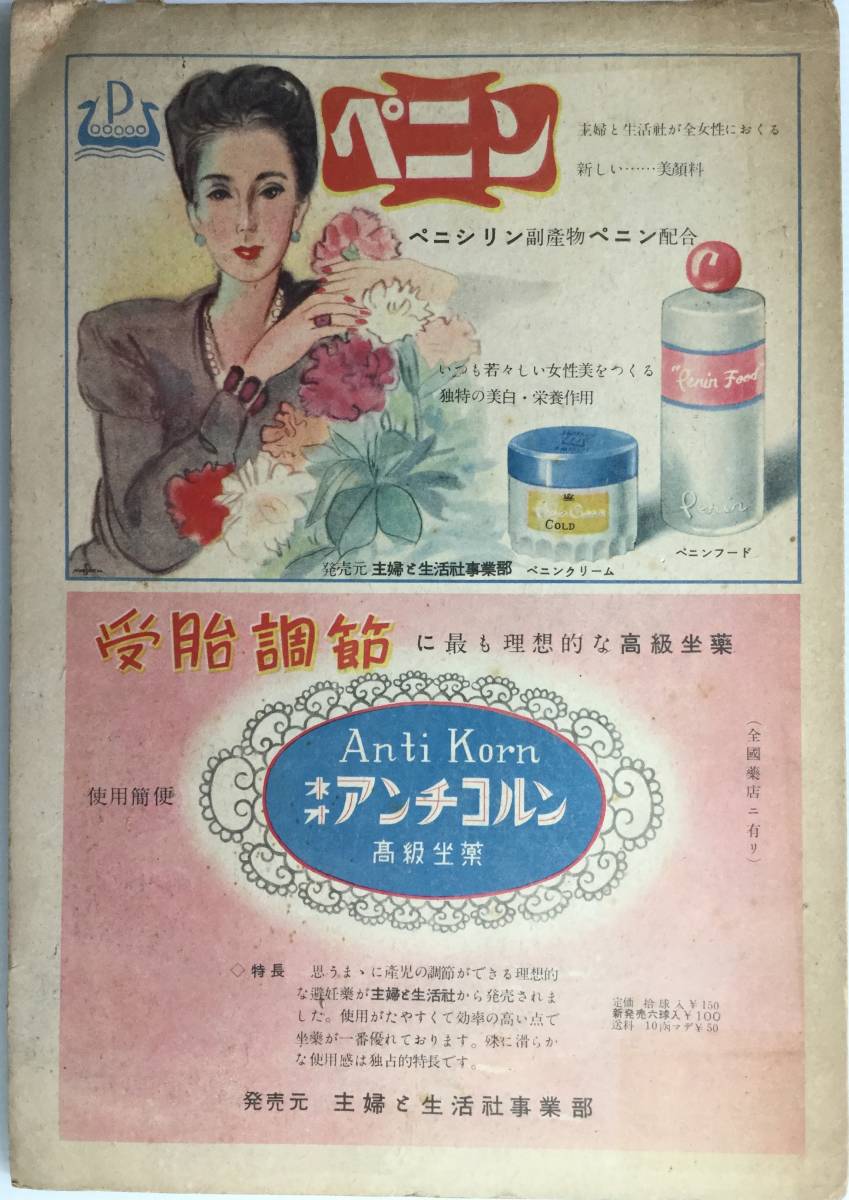 P
ペニン
主婦と生活社が全女性におくる
新しい……美顔料
ペニシリン副産物ペニン配合
いつも若々しい女性美をつくる
独特の美白・栄養作用
"Penin Food"
Penin
COLD
ペニンフード
ペニンクリーム
発売元 主婦と生活社事業部
受胎調節に最も理想的な高級坐薬
Anti Korn
ネオ アンチコルン
高級坐薬
使用簡便
(全國薬店ニ有リ)
◇特長 思うまゝに産児の調節ができる理想的
な避妊薬が主婦と生活社から発売されま
した。使用がたやすくて効率の高い点で
坐薬が一番優れております。殊に滑らか
な使用感は独占的特長です。
定価 拾球入¥150
新発売六球入¥100
送料 10函マデ¥50
発売元 主婦と生活社事業部